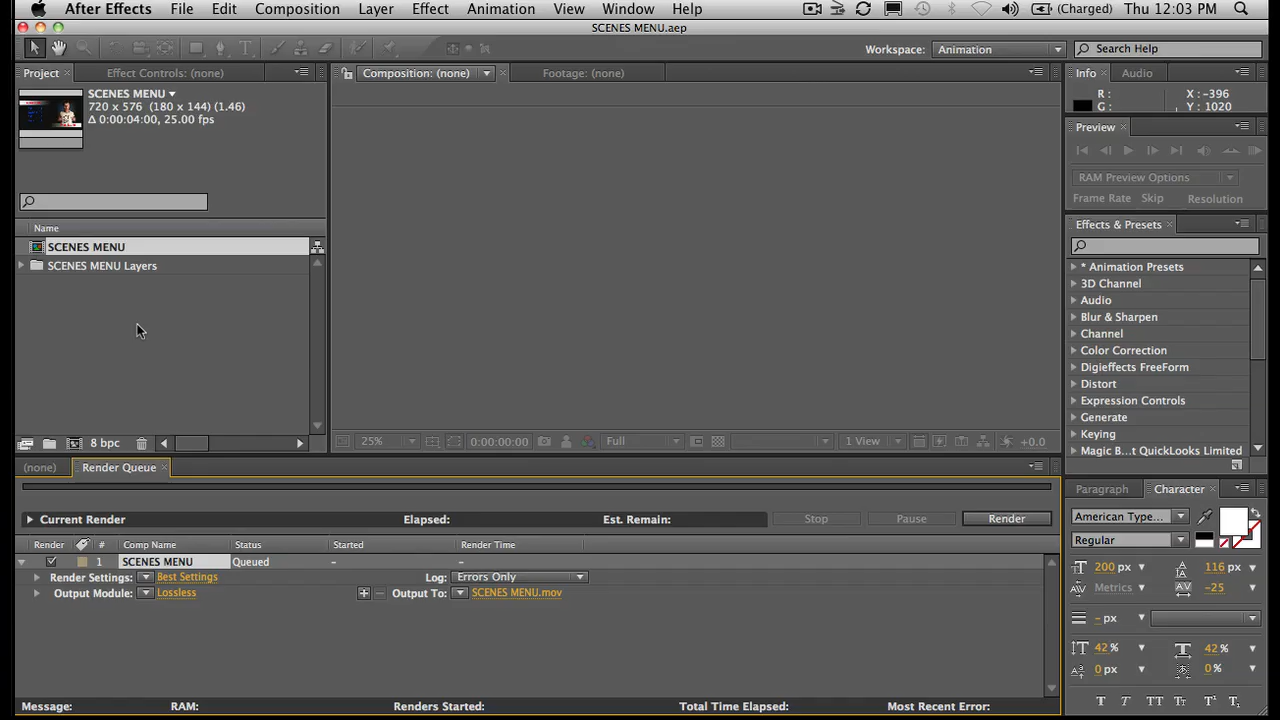 After Effects File Edit Composition Layer Effect Animation View Window Help (Charged) Thu 12:03 PM
SCENES MENU.aep
Workspace: Animation Search Help
Project Effect Controls: (none) Composition: (none) Footage: (none) Info Audio
SCENES MENU
720 x 576 (180 x 144) (1.46)
Δ 0:00:04:00, 25.00 fps
R: X: -396
G: Y: 1020
Preview
RAM Preview Options
Frame Rate Skip Resolution
Name
SCENES MENU
SCENES MENU Layers
Effects & Presets
* Animation Presets
3D Channel
Audio
Blur & Sharpen
Channel
Color Correction
Digieffects FreeForm
Distort
Expression Controls
Generate
Keying
Magic B...t QuickLooks Limited
8 bpc 25% 0:00:00:00 Full 1 View +0.0
(none) Render Queue
Current Render Elapsed: Est. Remain: Stop Pause Render
Render # Comp Name Status Started Render Time
1 SCENES MENU Queued – –
Render Settings: Best Settings Log: Errors Only
Output Module: Lossless + – Output To: SCENES MENU.mov
Message: RAM: Renders Started: Total Time Elapsed: Most Recent Error:
Paragraph Character
American Type...
Regular
200 px 116 px
Metrics -25
- px
42 % 42 %
0 px 0 %
T T TT Tt T¹ T₁